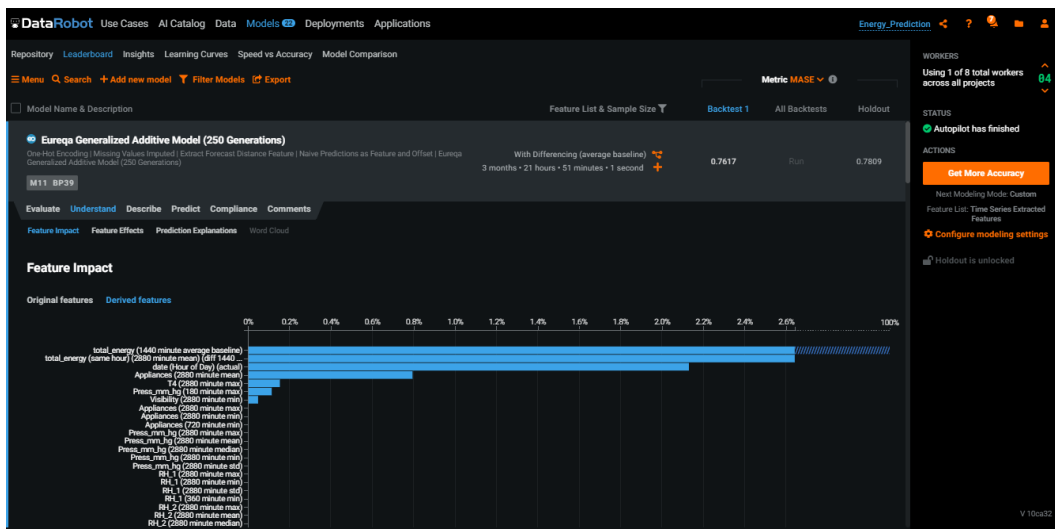 DataRobot Use Cases AI Catalog Data Models 22 Deployments Applications Energy_Prediction ?
Repository Leaderboard Insights Learning Curves Speed vs Accuracy Model Comparison
Menu Search + Add new model Filter Models Export Metric MASE
Model Name & Description Feature List & Sample Size Backtest 1 All Backtests Holdout
Eureqa Generalized Additive Model (250 Generations)
One-Hot Encoding | Missing Values Imputed | Extract Forecast Distance Feature | Naive Predictions as Feature and Offset | Eureqa
Generalized Additive Model (250 Generations)
With Differencing (average baseline)
3 months • 21 hours • 51 minutes • 1 second
0.7617 Run 0.7809
M11 BP39
Evaluate Understand Describe Predict Compliance Comments
Feature Impact Feature Effects Prediction Explanations Word Cloud
Feature Impact
Original features Derived features
0% 0.2% 0.4% 0.6% 0.8% 1.0% 1.2% 1.4% 1.6% 1.8% 2.0% 2.2% 2.4% 2.6% 100%
total_energy (1440 minute average baseline)
total_energy (same hour) (2880 minute mean) (diff 1440 ...
date (Hour of Day) (actual)
Appliances (2880 minute mean)
T4 (2880 minute max)
Press_mm_hg (180 minute max)
Visibility (2880 minute min)
Appliances (2880 minute max)
Appliances (2880 minute min)
Appliances (720 minute min)
Press_mm_hg (2880 minute max)
Press_mm_hg (2880 minute mean)
Press_mm_hg (2880 minute median)
Press_mm_hg (2880 minute min)
Press_mm_hg (2880 minute std)
RH_1 (2880 minute max)
RH_1 (2880 minute min)
RH_1 (2880 minute std)
RH_1 (360 minute min)
RH_2 (2880 minute max)
RH_2 (2880 minute mean)
RH_2 (2880 minute median)
WORKERS
Using 1 of 8 total workers
across all projects
04
STATUS
Autopilot has finished
ACTIONS
Get More Accuracy
Next Modeling Mode: Custom
Feature List: Time Series Extracted
Features
Configure modeling settings
Holdout is unlocked
V 10ca32